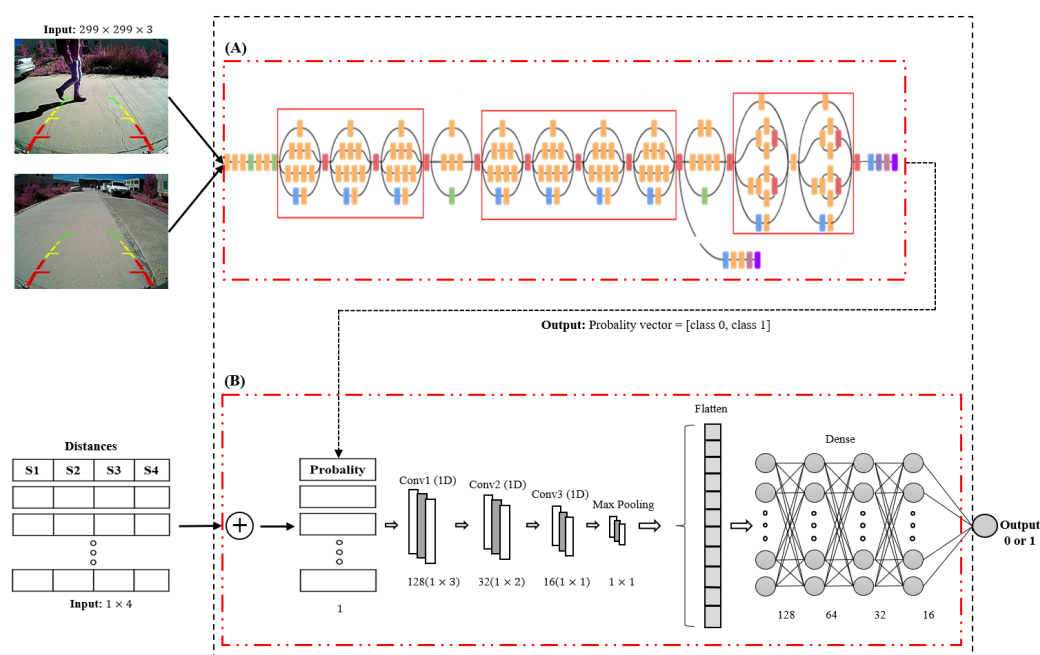 Input: 299 × 299 × 3
(A)
Output: Probality vector = [class 0, class 1]
(B)
Flatten
Distances
Dense
S1 S2 S3 S4
Probality
Conv1 (1D)
Conv2 (1D)
Conv3 (1D)
Max Pooling
Output
0 or 1
128(1 × 3)
32(1 × 2)
16(1 × 1)
1 × 1
Input: 1 × 4
1
128
64
32
16